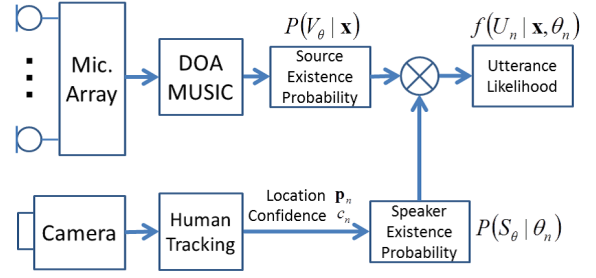 P(V_θ | x)
f(U_n | x, θ_n)
Mic.
Array
DOA
MUSIC
Source
Existence
Probability
Utterance
Likelihood
Location p_n
Confidence c_n
Camera
Human
Tracking
Speaker
Existence
Probability
P(S_θ | θ_n)